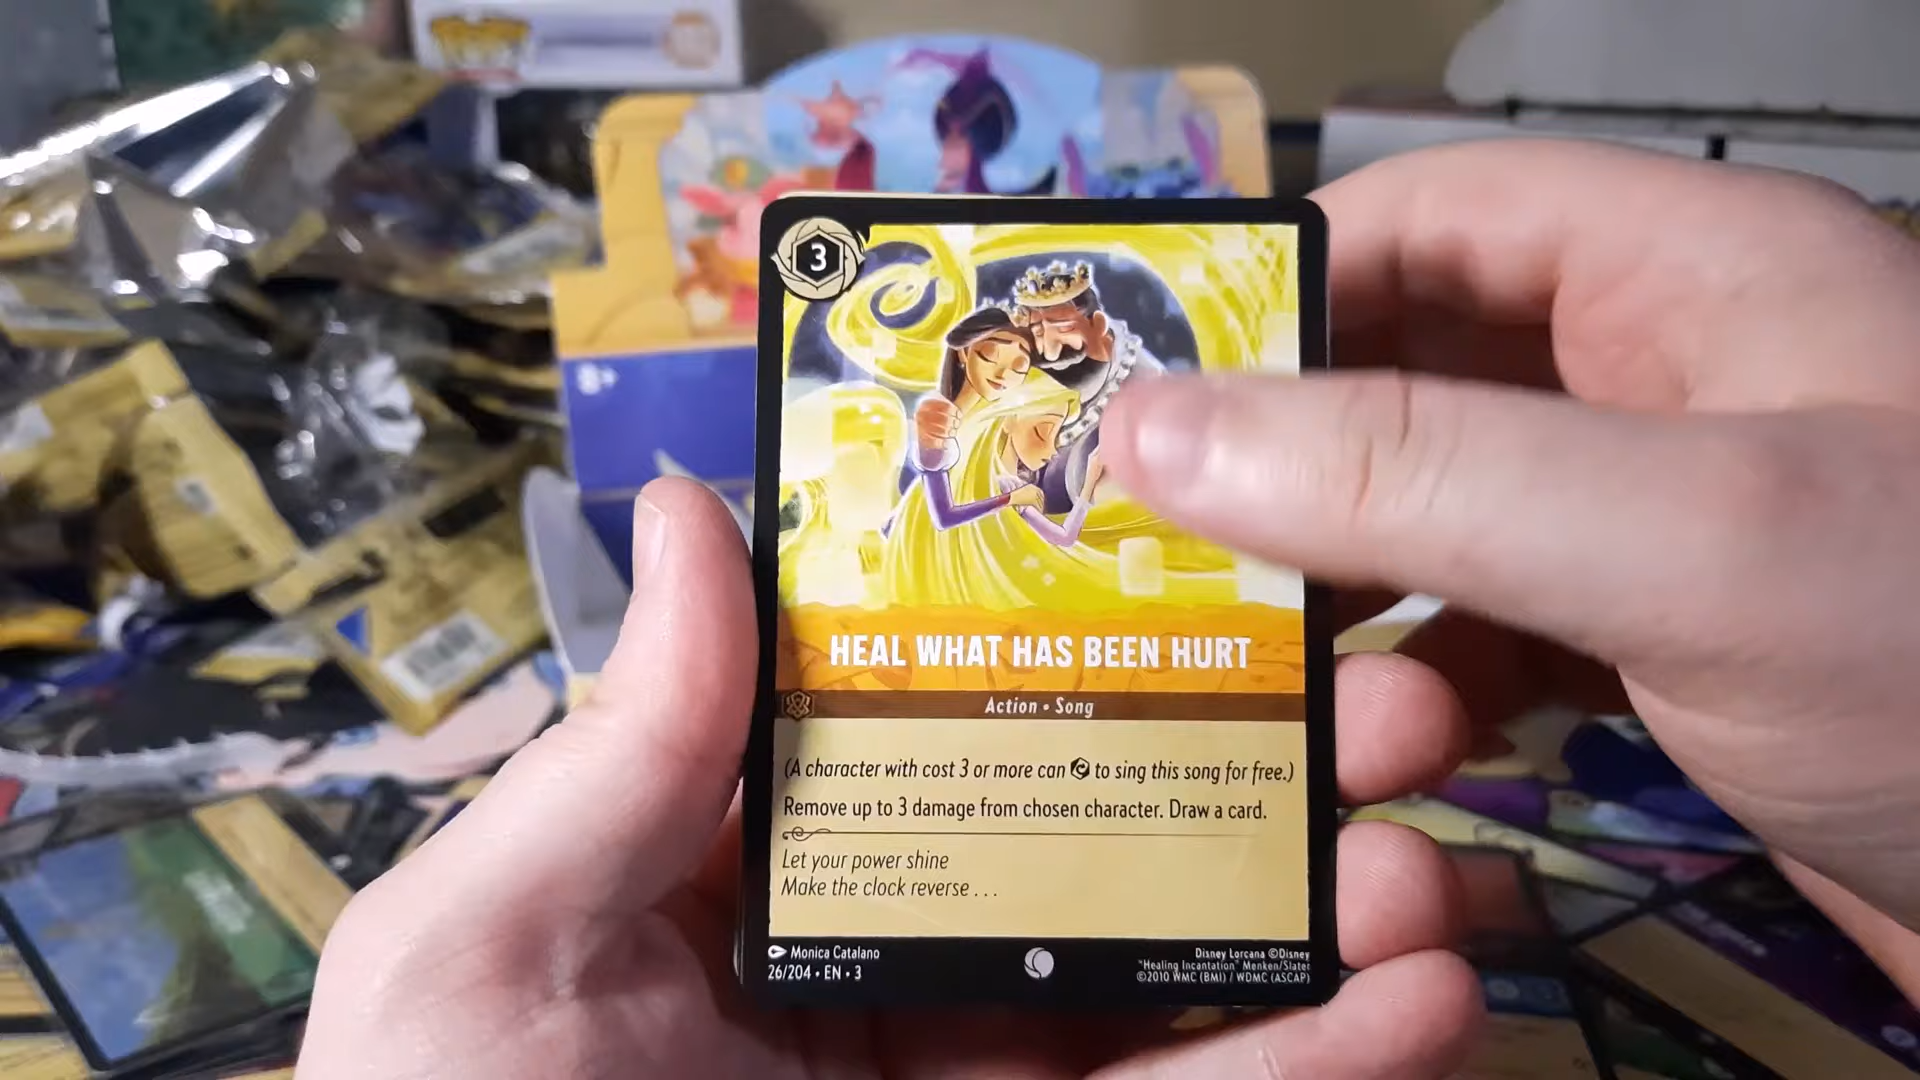 8+
3
HEAL WHAT HAS BEEN HURT
Action • Song
(A character with cost 3 or more can to sing this song for free.)
Remove up to 3 damage from chosen character. Draw a card.
Let your power shine
Make the clock reverse . . .
Monica Catalano
26/204 • EN • 3
Disney Lorcana ©Disney
"Healing Incantation" Menken/Slater
©2010 WMC (BMI) / WDMC (ASCAP)